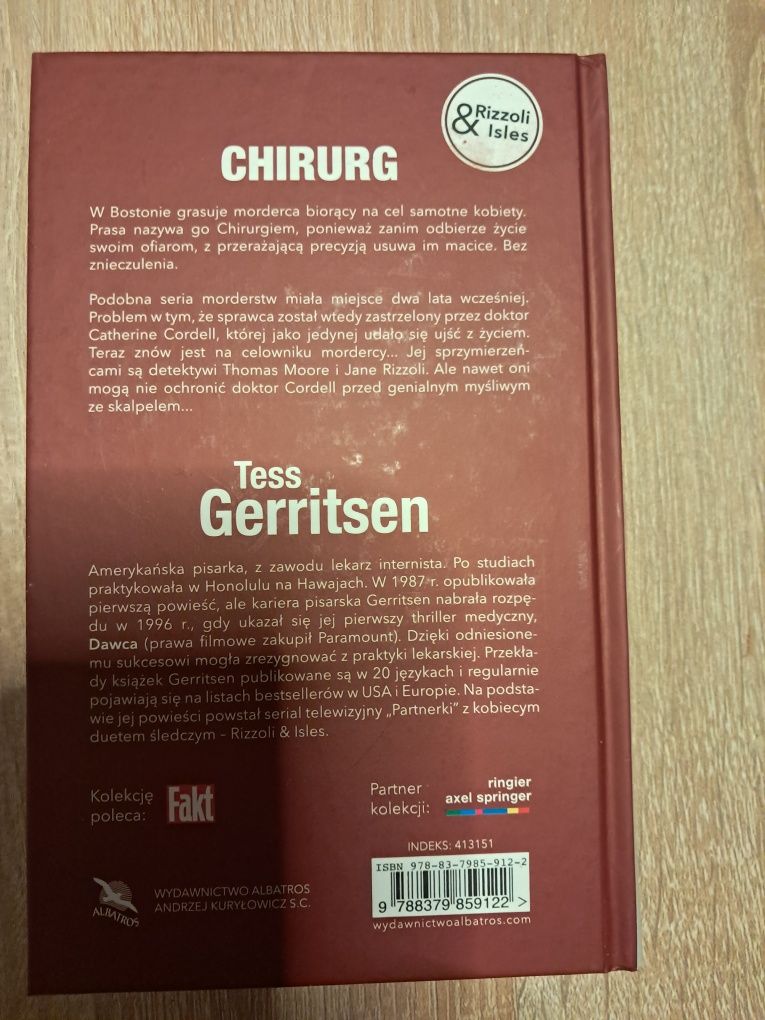 & Rizzoli
Isles
CHIRURG
W Bostonie grasuje morderca biorący na cel samotne kobiety.
Prasa nazywa go Chirurgiem, ponieważ zanim odbierze życie
swoim ofiarom, z przerażającą precyzją usuwa im macice. Bez
znieczulenia.
Podobna seria morderstw miała miejsce dwa lata wcześniej.
Problem w tym, że sprawca został wtedy zastrzelony przez doktor
Catherine Cordell, której jako jedynej udało się ujść z życiem.
Teraz znów jest na celowniku mordercy... Jej sprzymierzeń-
cami są detektywi Thomas Moore i Jane Rizzoli. Ale nawet oni
mogą nie ochronić doktor Cordell przed genialnym myśliwym
ze skalpelem...
Tess
Gerritsen
Amerykańska pisarka, z zawodu lekarz internista. Po studiach
praktykowała w Honolulu na Hawajach. W 1987 r. opublikowała
pierwszą powieść, ale kariera pisarska Gerritsen nabrała rozpę-
du w 1996 r., gdy ukazał się jej pierwszy thriller medyczny,
Dawca (prawa filmowe zakupił Paramount). Dzięki odniesione-
mu sukcesowi mogła zrezygnować z praktyki lekarskiej. Przekła-
dy książek Gerritsen publikowane są w 20 językach i regularnie
pojawiają się na listach bestsellerów w USA i Europie. Na podsta-
wie jej powieści powstał serial telewizyjny „Partnerki” z kobiecym
duetem śledczym – Rizzoli & Isles.
Kolekcję
poleca: Fakt
Partner
kolekcji:
ringier
axel springer
INDEKS: 413151
ISBN 978-83-7985-912-2
9 788379 859122 >
wydawnictwoalbatros.com
ALBATROS
WYDAWNICTWO ALBATROS
ANDRZEJ KURYŁOWICZ S.C.